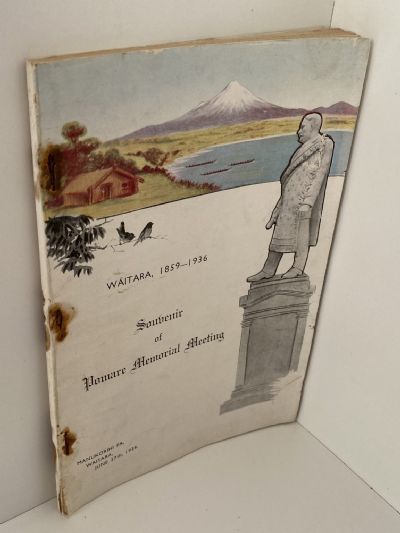 WAITARA, 1859—1936
Souvenir
of
Pomare Memorial Meeting
MANUKORIHI PA,
WAITARA,
JUNE 27th, 1936